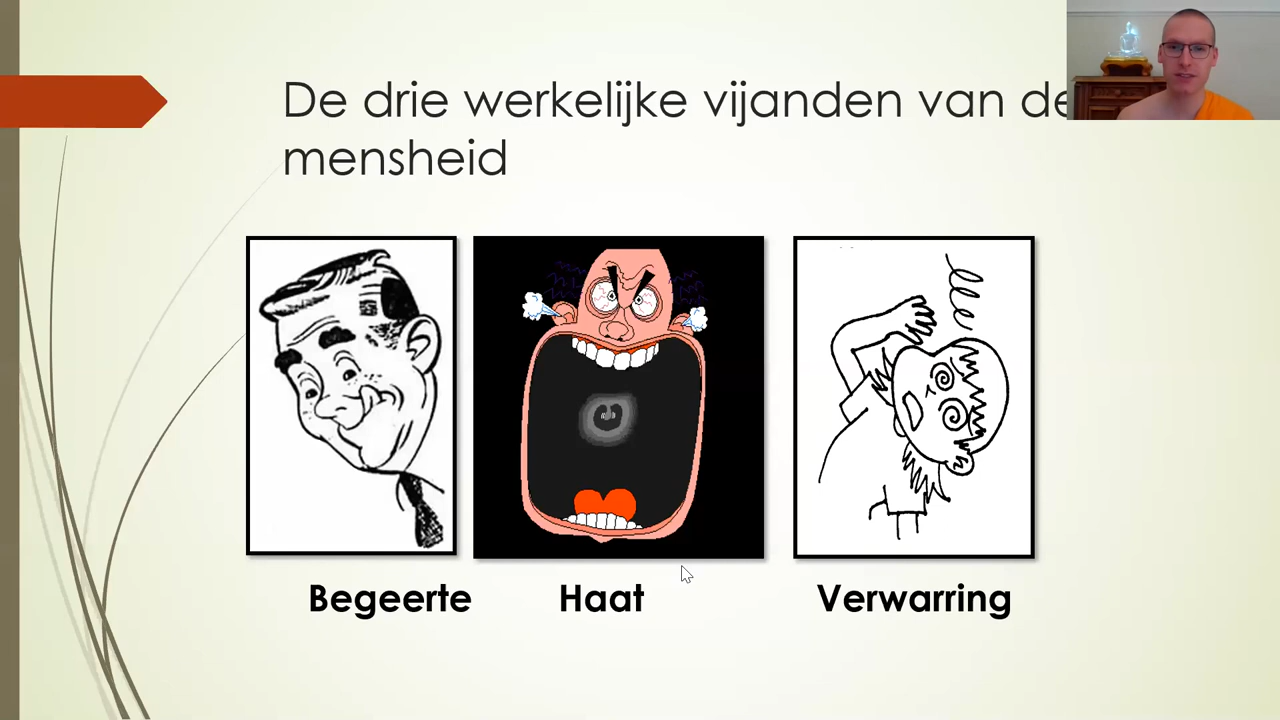 De drie werkelijke vijanden van de
mensheid
Begeerte
Haat
Verwarring